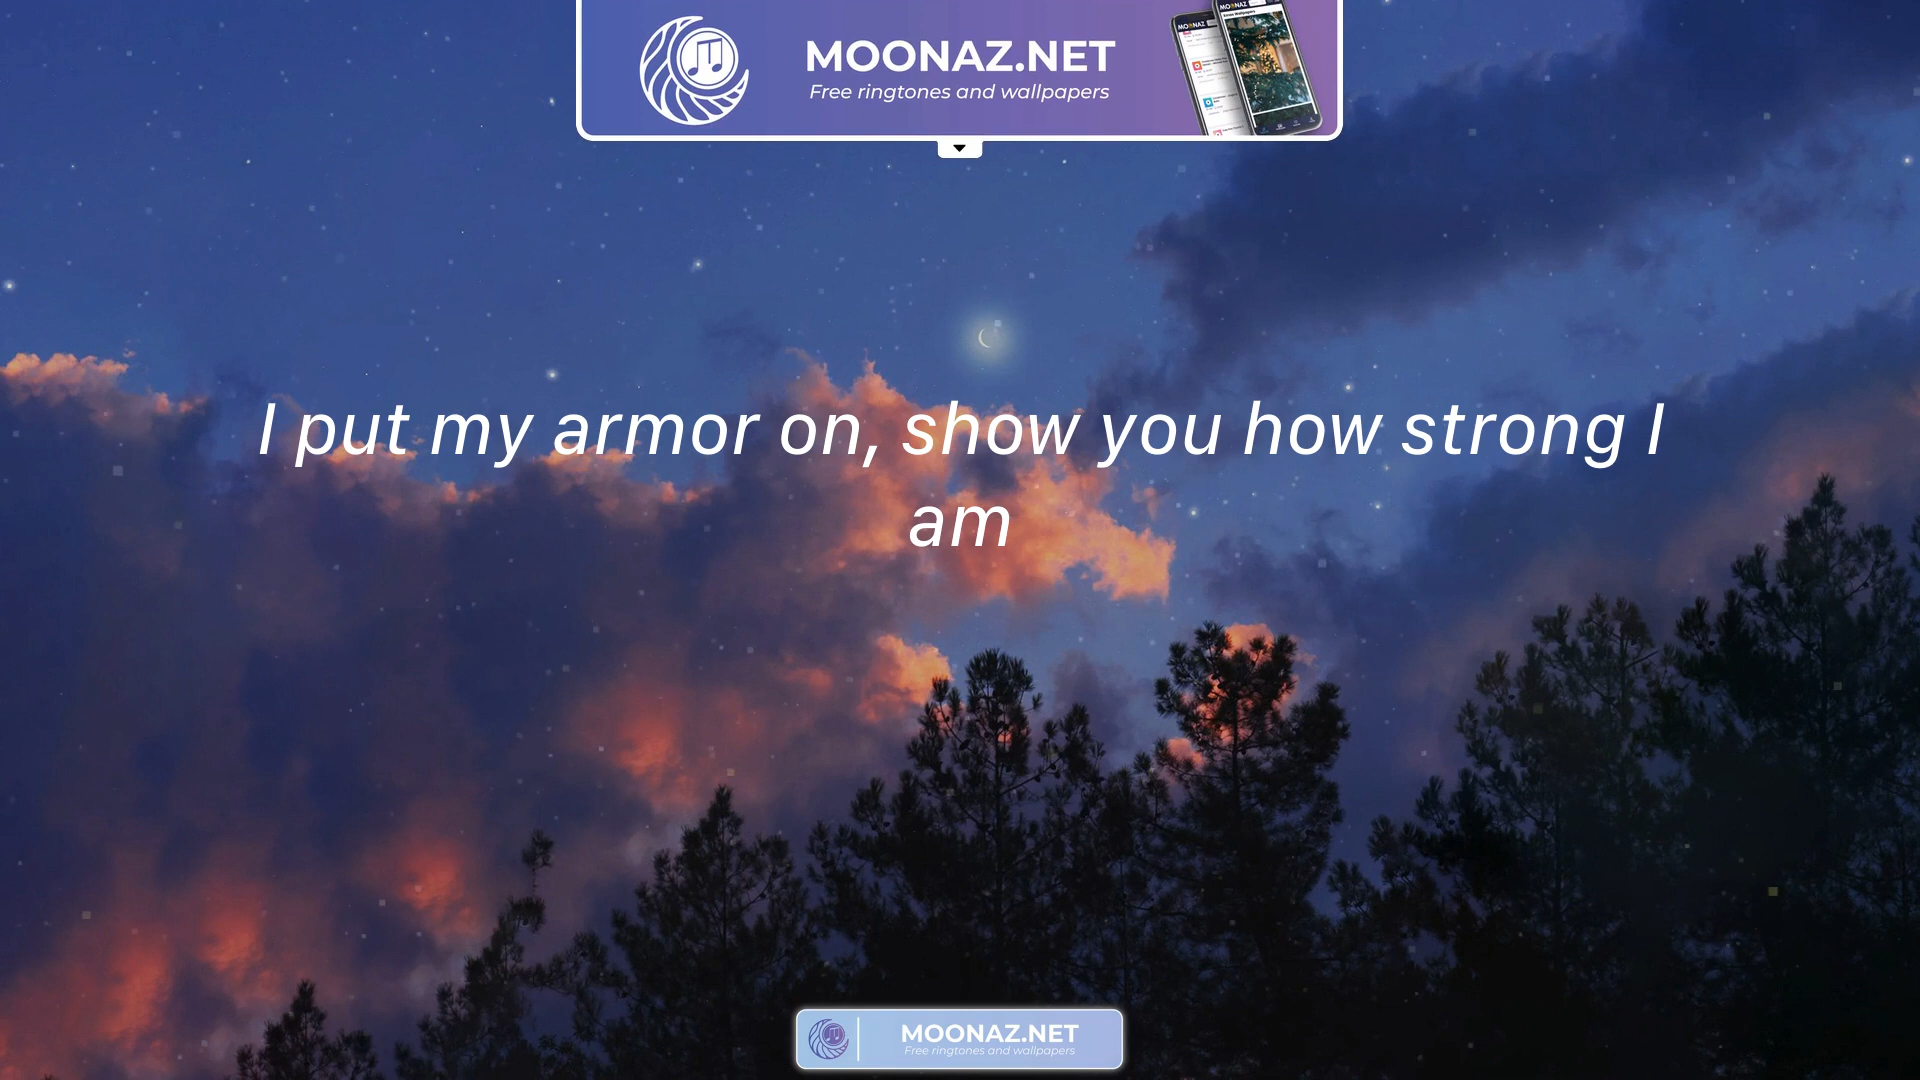 MOONAZ.NET
Free ringtones and wallpapers
I put my armor on, show you how strong I
am
MOONAZ.NET
Free ringtones and wallpapers